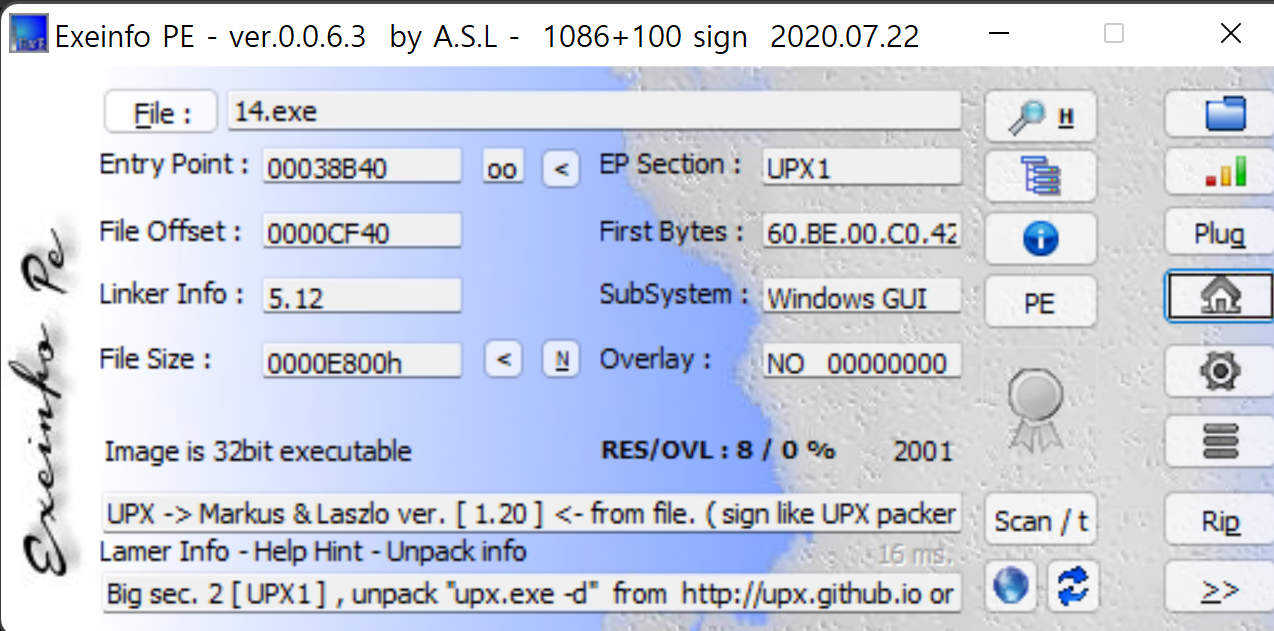 Exeinfo PE - ver.0.0.6.3 by A.S.L - 1086+100 sign 2020.07.22
File : 14.exe H
Entry Point : 00038B40 oo < EP Section : UPX1
File Offset : 0000CF40 First Bytes : 60.BE.00.C0.42 Plug
Linker Info : 5.12 SubSystem : Windows GUI PE
File Size : 0000E800h < N Overlay : NO 00000000
Image is 32bit executable RES/OVL : 8 / 0 % 2001
UPX -> Markus & Laszlo ver. [ 1.20 ] <- from file. ( sign like UPX packer Scan / t Rip
Lamer Info - Help Hint - Unpack info 16 ms.
Big sec. 2 [ UPX1 ] , unpack "upx.exe -d" from http://upx.github.io or >>
Exeinfo Pe